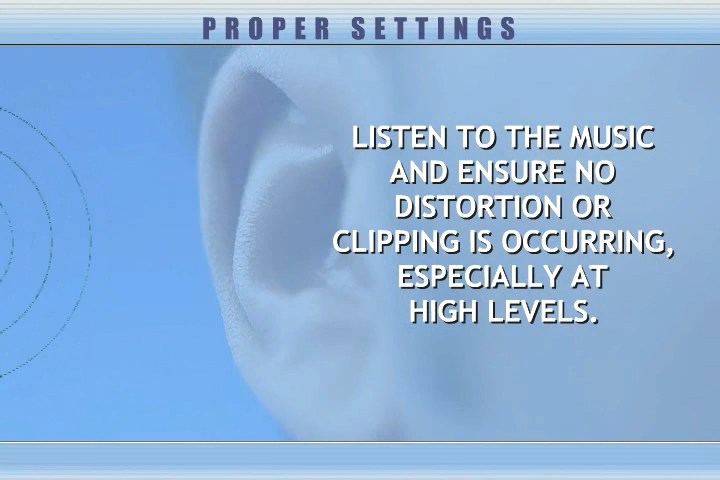 PROPER SETTINGS
LISTEN TO THE MUSIC
AND ENSURE NO
DISTORTION OR
CLIPPING IS OCCURRING,
ESPECIALLY AT
HIGH LEVELS.